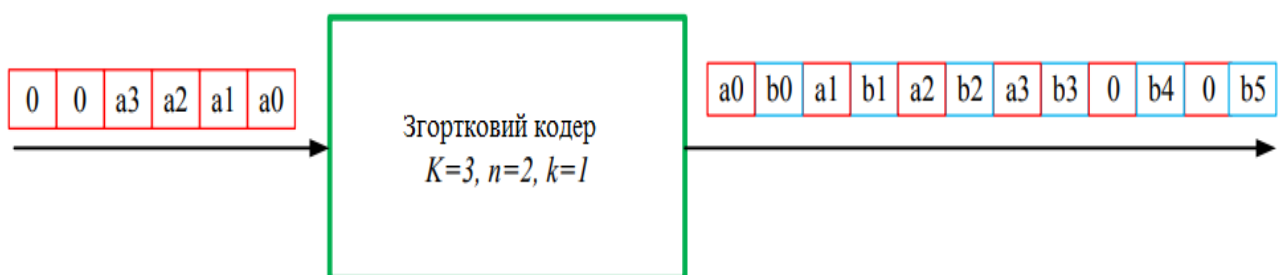 0 0 a3 a2 a1 a0
a0 b0 a1 b1 a2 b2 a3 b3 0 b4 0 b5
Згортковий кодер
K=3, n=2, k=1